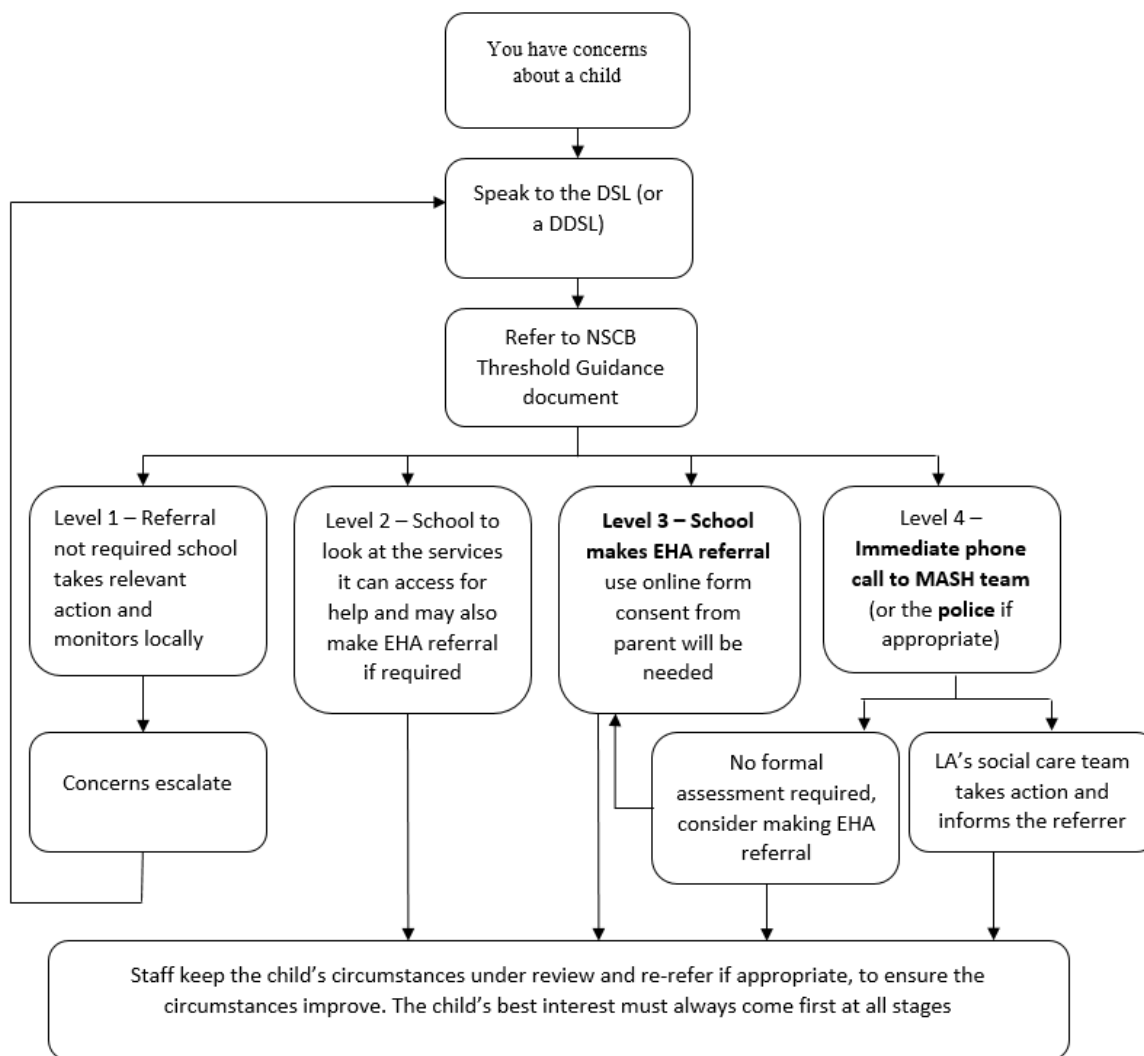 You have concerns
about a child
Speak to the DSL (or
a DDSL)
Refer to NSCB
Threshold Guidance
document
Level 1 – Referral
not required school
takes relevant
action and
monitors locally
Level 2 – School to
look at the services
it can access for
help and may also
make EHA referral
if required
Level 3 – School
makes EHA referral
use online form
consent from
parent will be
needed
Level 4 –
Immediate phone
call to MASH team
(or the police if
appropriate)
Concerns escalate
No formal
assessment required,
consider making EHA
referral
LA’s social care team
takes action and
informs the referrer
Staff keep the child’s circumstances under review and re-refer if appropriate, to ensure the
circumstances improve. The child’s best interest must always come first at all stages